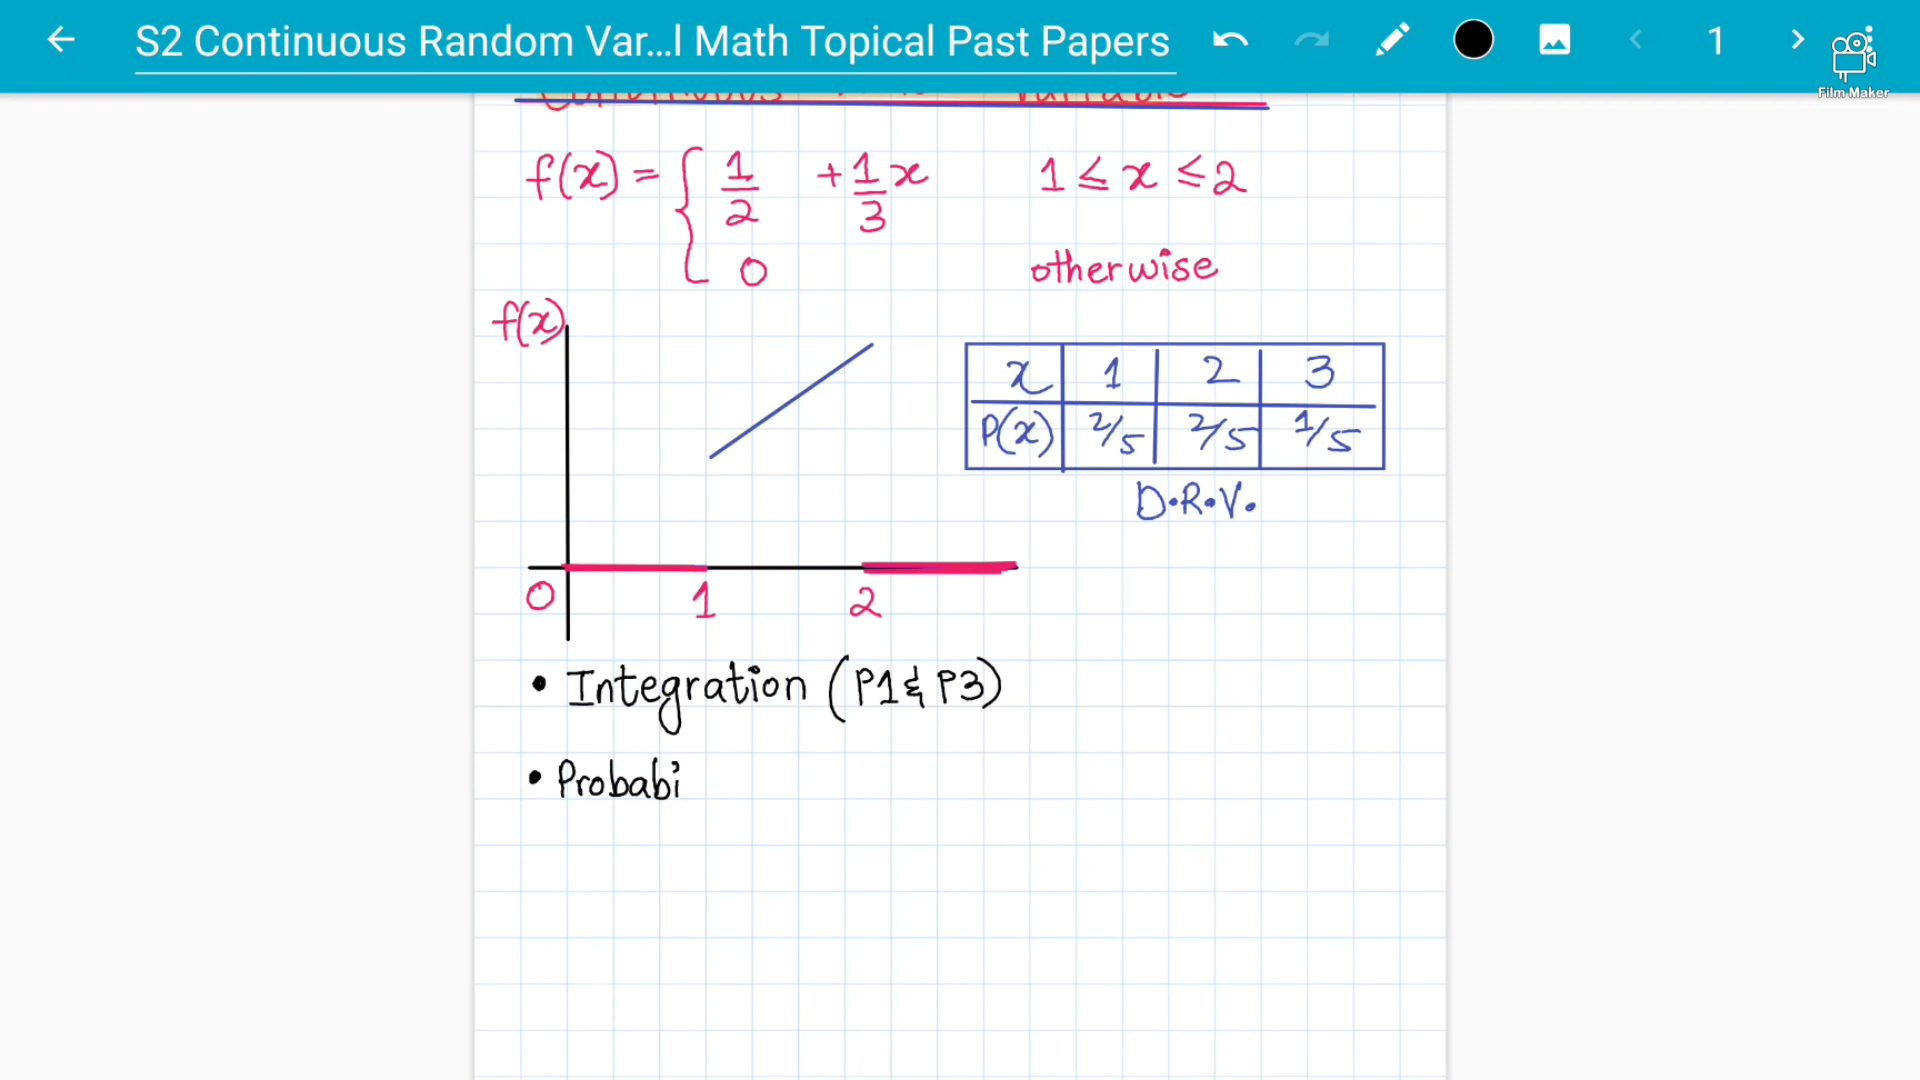 S2 Continuous Random Var...l Math Topical Past Papers
1
Film Maker
f(x) = { 1/2 + 1/3 x 1 ≤ x ≤ 2
0 otherwise
f(x)
x 1 2 3
P(x) 2/5 2/5 1/5
D.R.V.
0 1 2
• Integration (P1 & P3)
• Probabi